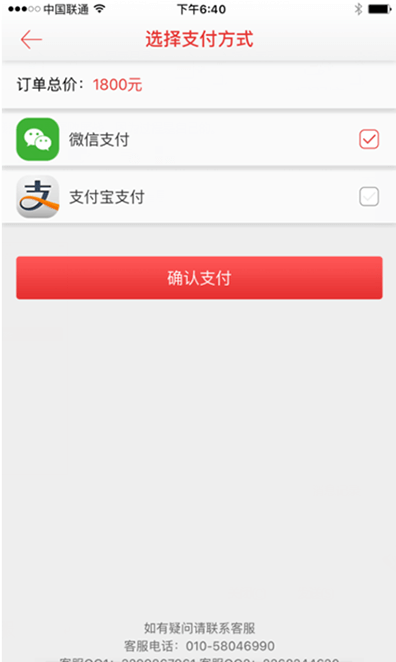 中国联通
下午6:40
选择支付方式
订单总价：1800元
微信支付
支
支付宝支付
确认支付
如有疑问请联系客服
客服电话：010-58046990